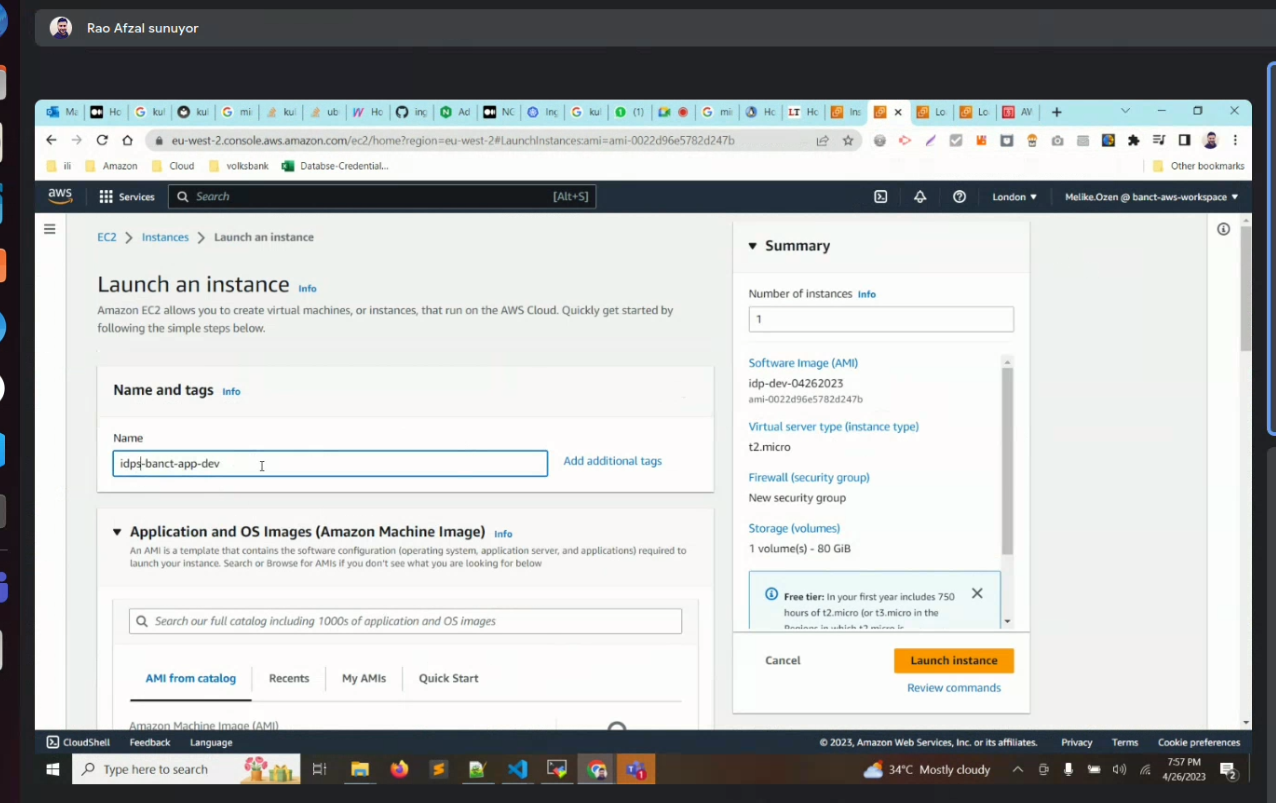 Rao Afzal sunuyor
Ma
Ho
kul
kui
mi
kui
ub
Ho
ing
Ad
NG
Ing
kui
(1)
mi
Ho
Ho
Ins
Lo
Lo
AV
eu-west-2.console.aws.amazon.com/ec2/home?region=eu-west-2#LaunchInstances:ami=ami-0022d96e5782d247b
ili
Amazon
Cloud
volksbank
Databse-Credential...
Other bookmarks
aws
Services
Search
[Alt+S]
London
Melike.Ozen @ banct-aws-workspace
EC2 > Instances > Launch an instance
Launch an instance Info
Amazon EC2 allows you to create virtual machines, or instances, that run on the AWS Cloud. Quickly get started by
following the simple steps below.
Name and tags Info
Name
idps-banct-app-dev
Add additional tags
Application and OS Images (Amazon Machine Image) Info
An AMI is a template that contains the software configuration (operating system, application server, and applications) required to
launch your instance. Search or Browse for AMIs if you don't see what you are looking for below
Search our full catalog including 1000s of application and OS images
AMI from catalog
Recents
My AMIs
Quick Start
Amazon Machine Image (AMI)
Summary
Number of instances Info
1
Software Image (AMI)
idp-dev-04262023
ami-0022d96e5782d247b
Virtual server type (instance type)
t2.micro
Firewall (security group)
New security group
Storage (volumes)
1 volume(s) - 80 GiB
Free tier: In your first year includes 750
hours of t2.micro (or t3.micro in the
Regions in which t2.micro is
Cancel
Launch instance
Review commands
CloudShell
Feedback
Language
© 2023, Amazon Web Services, Inc. or its affiliates.
Privacy
Terms
Cookie preferences
Type here to search
34°C Mostly cloudy
7:57 PM
4/26/2023
2